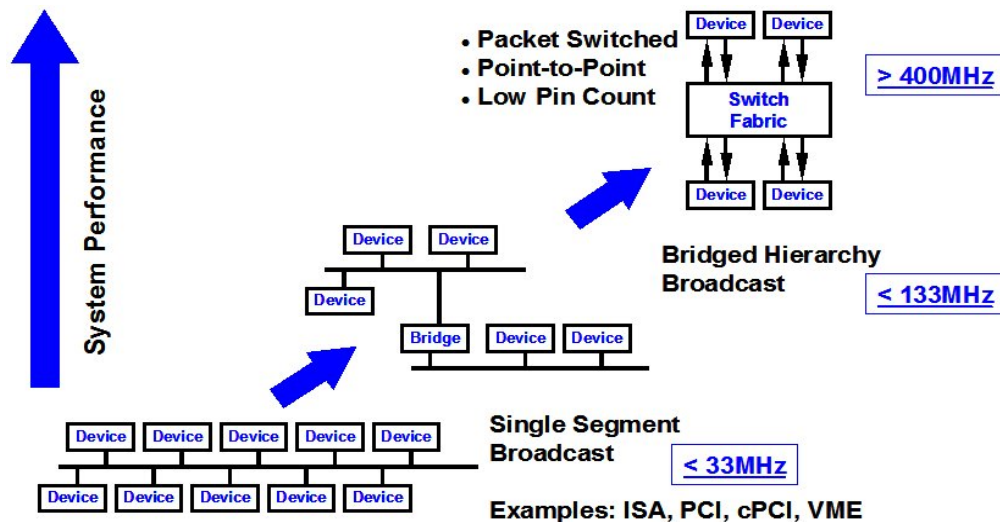 Device Device
• Packet Switched
• Point-to-Point
• Low Pin Count
Switch
Fabric
> 400MHz
Device Device
System Performance
Device Device
Device
Bridge Device Device
Bridged Hierarchy
Broadcast
< 133MHz
Device Device Device Device Device
Device Device Device Device Device
Single Segment
Broadcast
< 33MHz
Examples: ISA, PCI, cPCI, VME